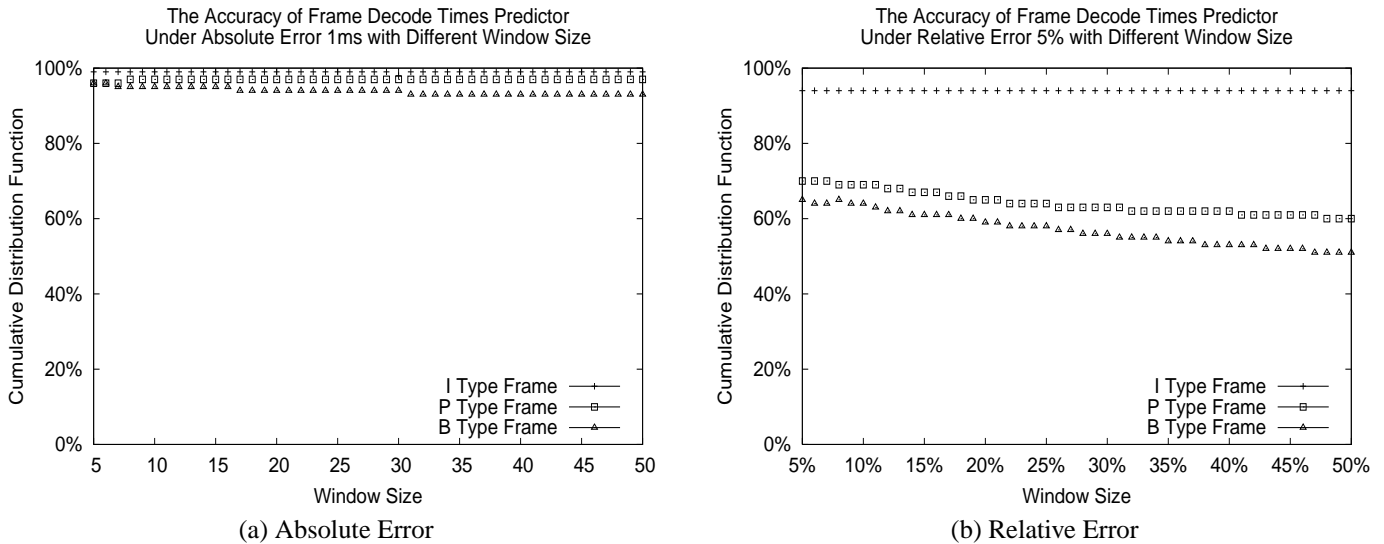 The Accuracy of Frame Decode Times Predictor
Under Absolute Error 1ms with Different Window Size
100%
80%
60%
40%
20%
0%
Cumulative Distribution Function
I Type Frame
P Type Frame
B Type Frame
5 10 15 20 25 30 35 40 45 50
Window Size
(a) Absolute Error
The Accuracy of Frame Decode Times Predictor
Under Relative Error 5% with Different Window Size
100%
80%
60%
40%
20%
0%
Cumulative Distribution Function
I Type Frame
P Type Frame
B Type Frame
5% 10% 15% 20% 25% 30% 35% 40% 45% 50%
Window Size
(b) Relative Error